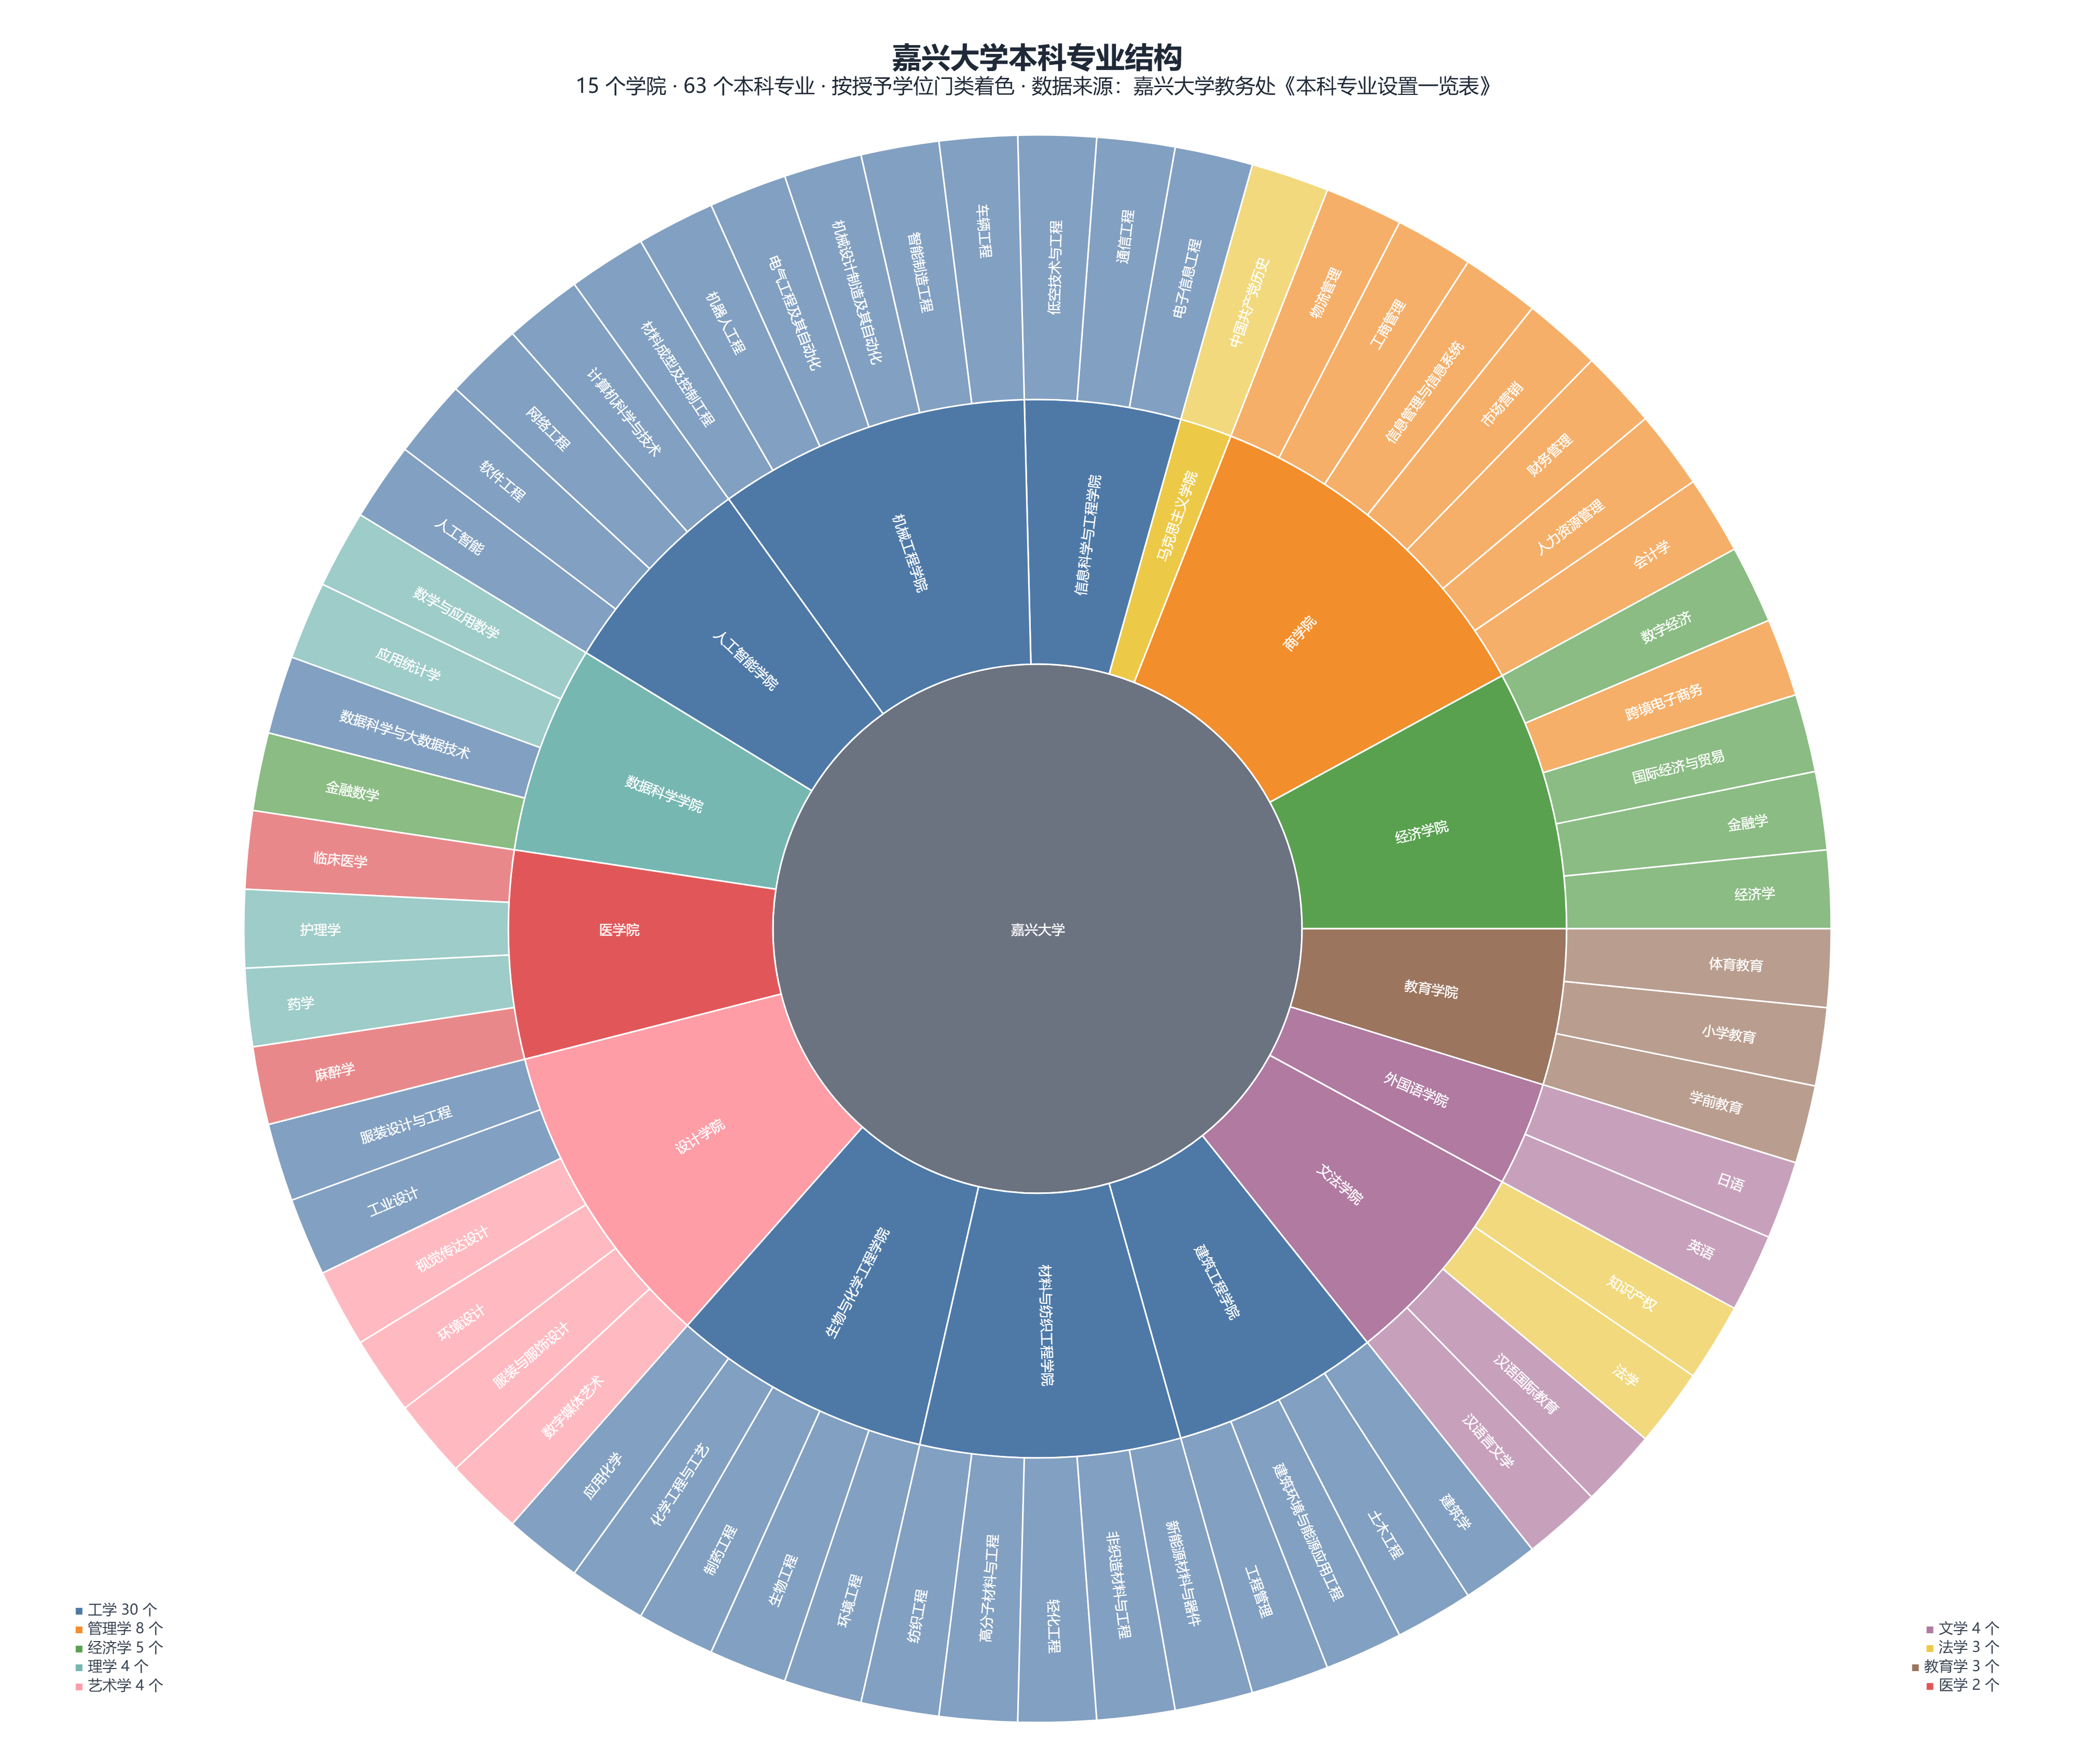 嘉兴大学本科专业结构
15 个学院 · 63 个本科专业 · 按授予学位门类着色 · 数据来源：嘉兴大学教务处《本科专业设置一览表》
嘉兴大学
经济学院
商学院
马克思主义学院
信息科学与工程学院
机械工程学院
人工智能学院
数据科学学院
医学院
设计学院
生物与化学工程学院
材料与纺织工程学院
建筑工程学院
文法学院
外国语学院
教育学院
经济学
金融学
国际经济与贸易
跨境电子商务
数字经济
会计学
人力资源管理
财务管理
市场营销
信息管理与信息系统
工商管理
物流管理
中国共产党历史
电子信息工程
通信工程
低空技术与工程
车辆工程
智能制造工程
机械设计制造及其自动化
电气工程及其自动化
机器人工程
材料成型及控制工程
计算机科学与技术
网络工程
软件工程
人工智能
数学与应用数学
应用统计学
数据科学与大数据技术
金融数学
临床医学
护理学
药学
麻醉学
服装设计与工程
工业设计
视觉传达设计
环境设计
服装与服饰设计
数字媒体艺术
应用化学
化学工程与工艺
制药工程
生物工程
环境工程
纺织工程
高分子材料与工程
轻化工程
非织造材料与工程
新能源材料与器件
工程管理
建筑环境与能源应用工程
土木工程
建筑学
汉语言文学
汉语国际教育
法学
知识产权
英语
日语
学前教育
小学教育
体育教育
工学 30 个
管理学 8 个
经济学 5 个
理学 4 个
艺术学 4 个
文学 4 个
法学 3 个
教育学 3 个
医学 2 个